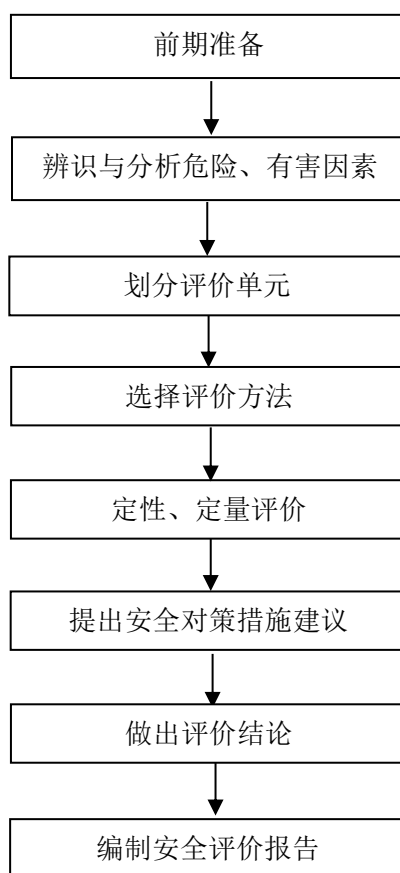 前期准备
辨识与分析危险、有害因素
划分评价单元
选择评价方法
定性、定量评价
提出安全对策措施建议
做出评价结论
编制安全评价报告